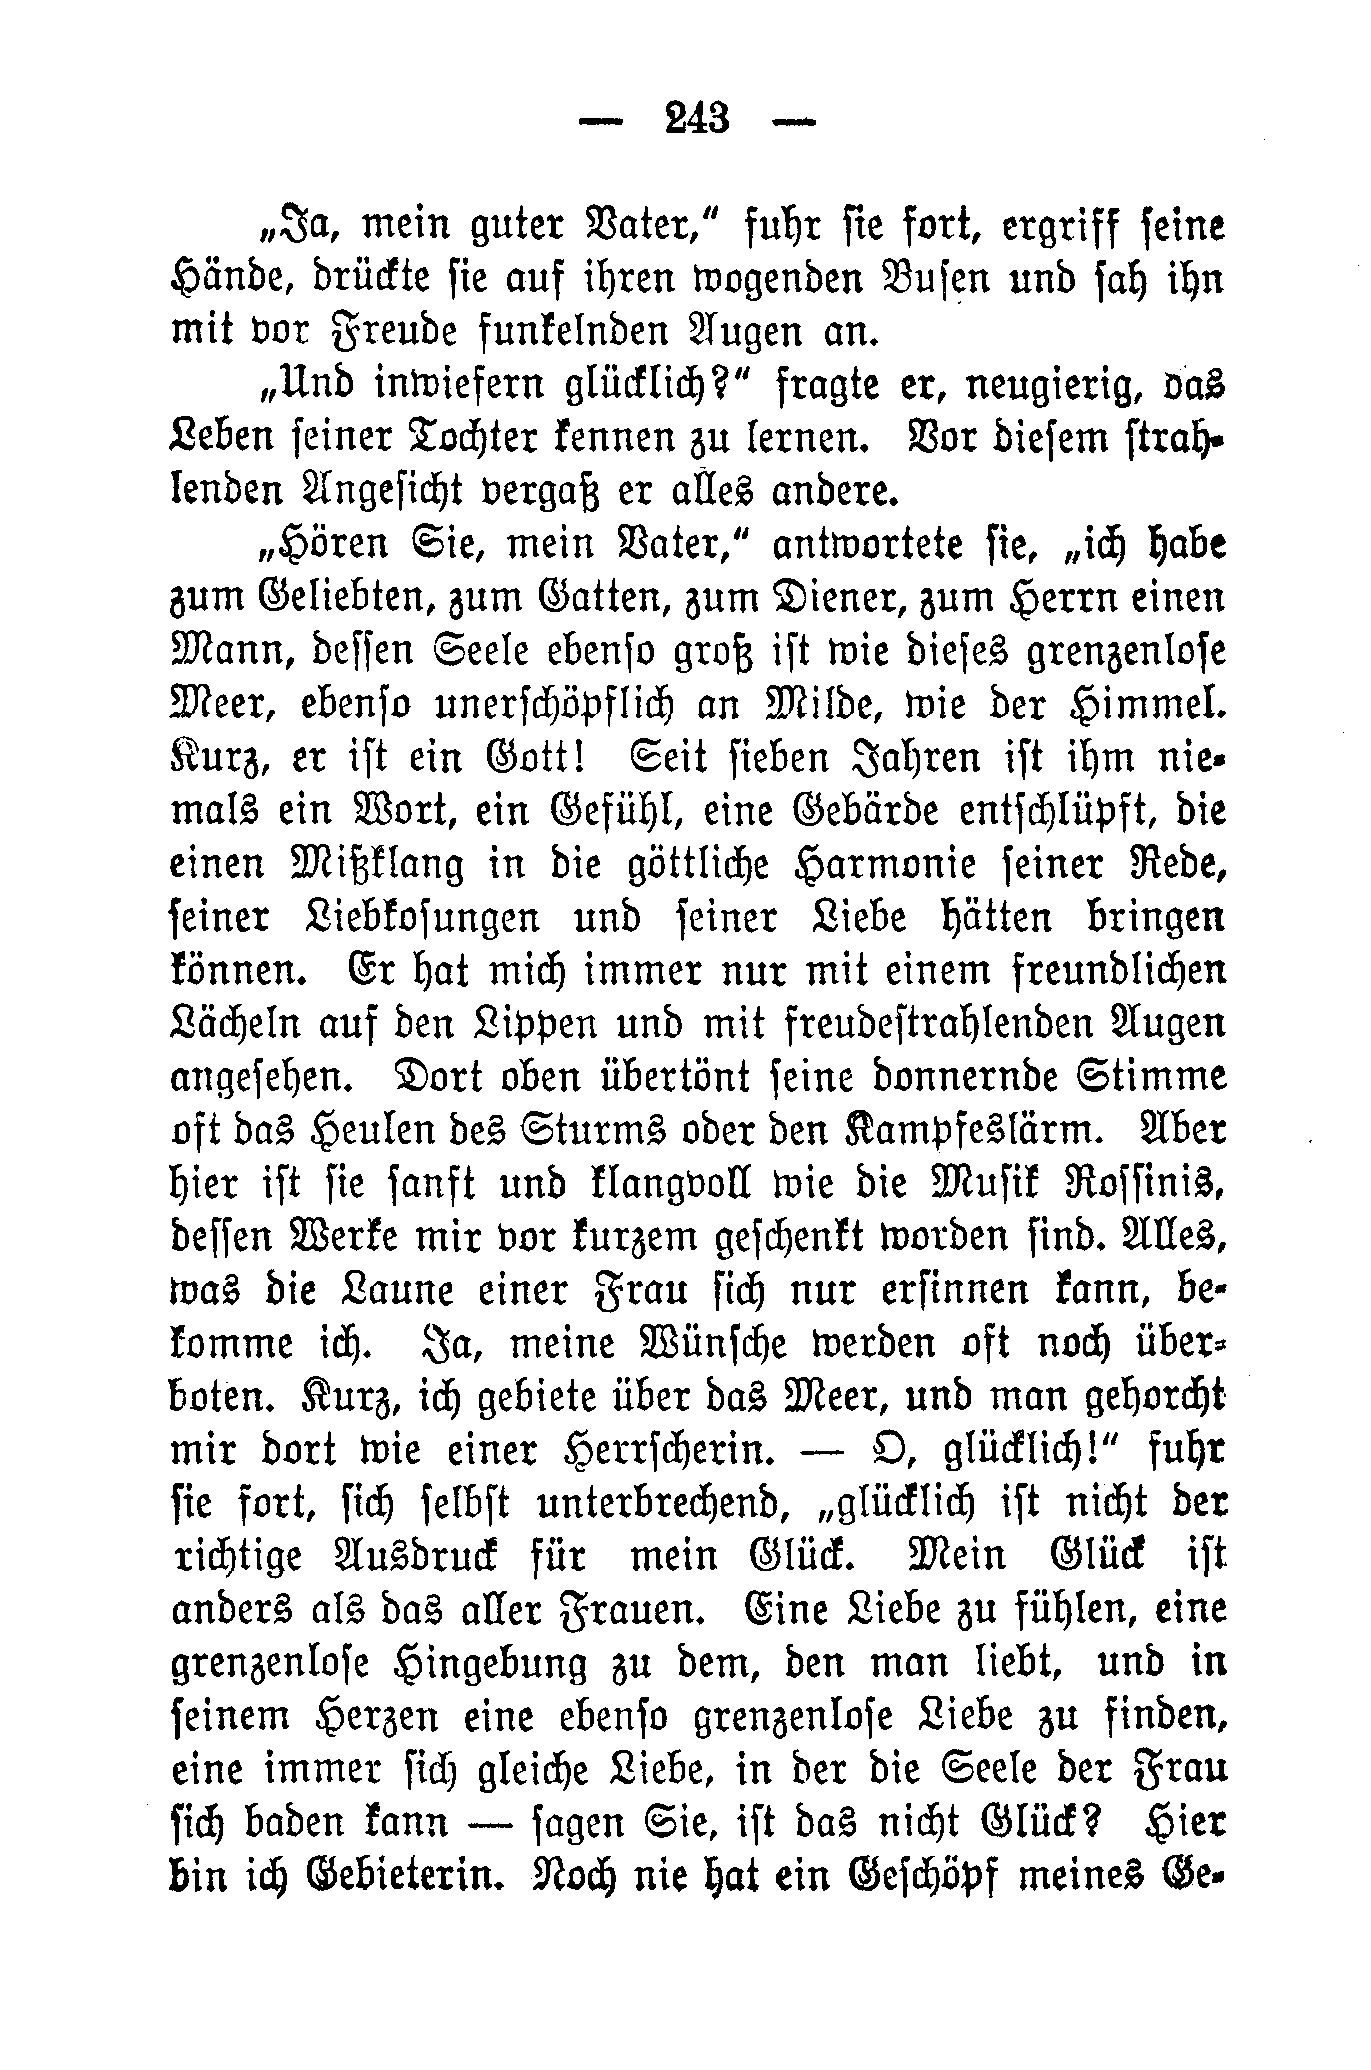 — 243 —
„Ja, mein guter Vater,“ fuhr sie fort, ergriff seine
Hände, drückte sie auf ihren wogenden Busen und sah ihn
mit vor Freude funkelnden Augen an.
„Und inwiefern glücklich?“ fragte er, neugierig, das
Leben seiner Tochter kennen zu lernen. Vor diesem strah-
lenden Angesicht vergaß er alles andere.
„Hören Sie, mein Vater,“ antwortete sie, „ich habe
zum Geliebten, zum Gatten, zum Diener, zum Herrn einen
Mann, dessen Seele ebenso groß ist wie dieses grenzenlose
Meer, ebenso unerschöpflich an Milde, wie der Himmel.
Kurz, er ist ein Gott! Seit sieben Jahren ist ihm nie-
mals ein Wort, ein Gefühl, eine Gebärde entschlüpft, die
einen Mißklang in die göttliche Harmonie seiner Rede,
seiner Liebkosungen und seiner Liebe hätten bringen
können. Er hat mich immer nur mit einem freundlichen
Lächeln auf den Lippen und mit freudestrahlenden Augen
angesehen. Dort oben übertönt seine donnernde Stimme
oft das Heulen des Sturms oder den Kampfeslärm. Aber
hier ist sie sanft und klangvoll wie die Musik Rossinis,
dessen Werke mir vor kurzem geschenkt worden sind. Alles,
was die Laune einer Frau sich nur ersinnen kann, be-
komme ich. Ja, meine Wünsche werden oft noch über-
boten. Kurz, ich gebiete über das Meer, und man gehorcht
mir dort wie einer Herrscherin. — O, glücklich!“ fuhr
sie fort, sich selbst unterbrechend, „glücklich ist nicht der
richtige Ausdruck für mein Glück. Mein Glück ist
anders als das aller Frauen. Eine Liebe zu fühlen, eine
grenzenlose Hingebung zu dem, den man liebt, und in
seinem Herzen eine ebenso grenzenlose Liebe zu finden,
eine immer sich gleiche Liebe, in der die Seele der Frau
sich baden kann — sagen Sie, ist das nicht Glück? Hier
bin ich Gebieterin. Noch nie hat ein Geschöpf meines Ge-